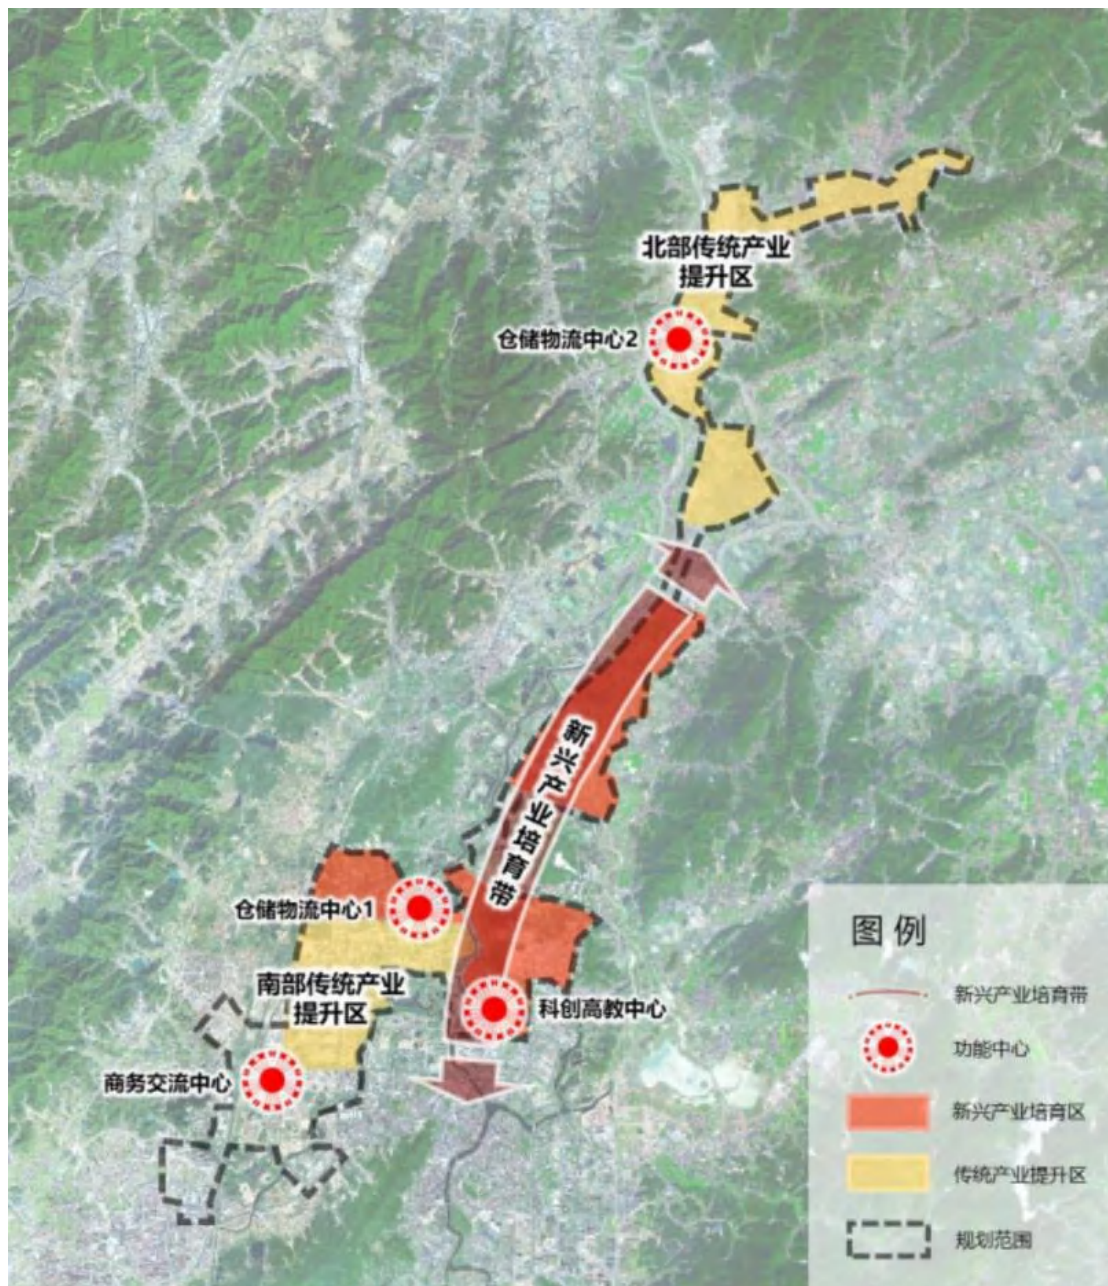 北部传统产业
提升区
仓储物流中心2
新兴产业培育带
仓储物流中心1
南部传统产业
提升区
科创高教中心
商务交流中心
图例
新兴产业培育带
功能中心
新兴产业培育区
传统产业提升区
规划范围